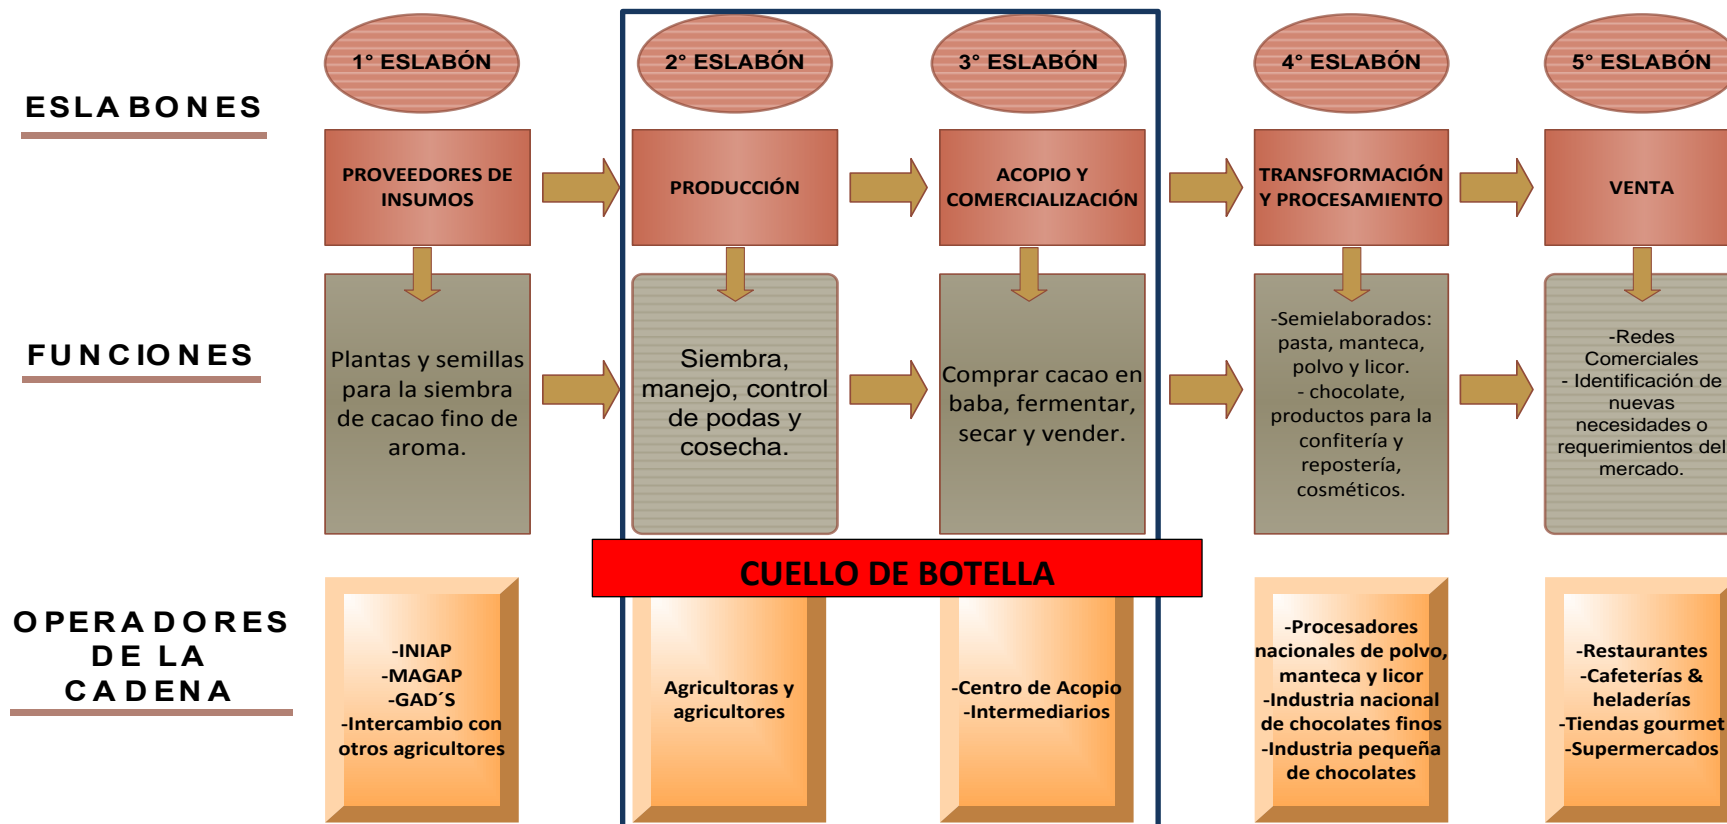 1° ESLABÓN
2° ESLABÓN
3° ESLABÓN
4° ESLABÓN
5° ESLABÓN
ESLABONES
PROVEEDORES DE
INSUMOS
PRODUCCIÓN
ACOPIO Y
COMERCIALIZACIÓN
TRANSFORMACIÓN
Y PROCESAMIENTO
VENTA
FUNCIONES
Plantas y semillas
para la siembra
de cacao fino de
aroma.
Siembra,
manejo, control
de podas y
cosecha.
Comprar cacao en
baba, fermentar,
secar y vender.
-Semielaborados:
pasta, manteca,
polvo y licor.
- chocolate,
productos para la
confitería y
repostería,
cosméticos.
-Redes
Comerciales
- Identificación de
nuevas
necesidades o
requerimientos del
mercado.
CUELLO DE BOTELLA
OPERADORES
DE LA
CADENA
-INIAP
-MAGAP
-GAD´S
-Intercambio con
otros agricultores
Agricultoras y
agricultores
-Centro de Acopio
-Intermediarios
-Procesadores
nacionales de polvo,
manteca y licor
-Industria nacional
de chocolates finos
-Industria pequeña
de chocolates
-Restaurantes
-Cafeterías &
heladerías
-Tiendas gourmet
-Supermercados